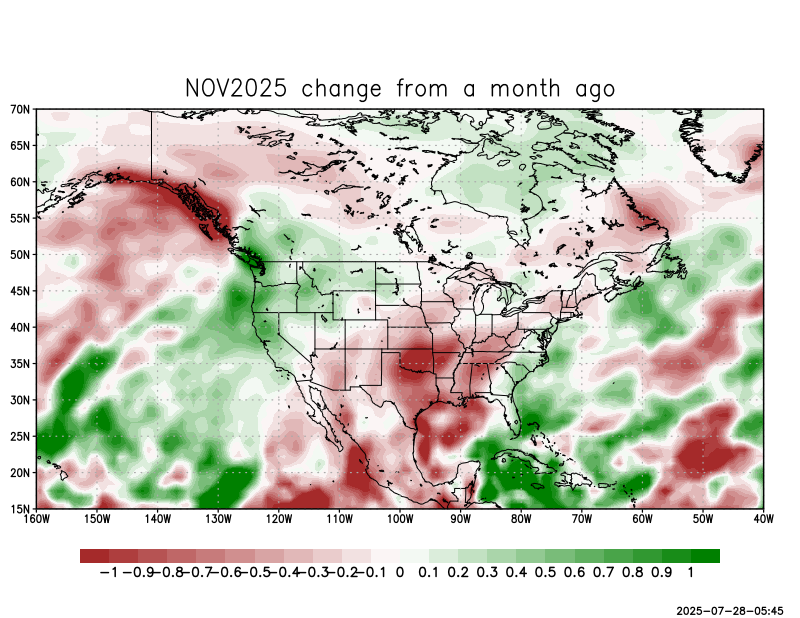 NOV2025 change from a month ago
70N
65N
60N
55N
50N
45N
40N
35N
30N
25N
20N
15N
160W 150W 140W 130W 120W 110W 100W 90W 80W 70W 60W 50W 40W
-1 -0.9 -0.8 -0.7 -0.6 -0.5 -0.4 -0.3 -0.2 -0.1 0 0.1 0.2 0.3 0.4 0.5 0.6 0.7 0.8 0.9 1
2025-07-28-05:45